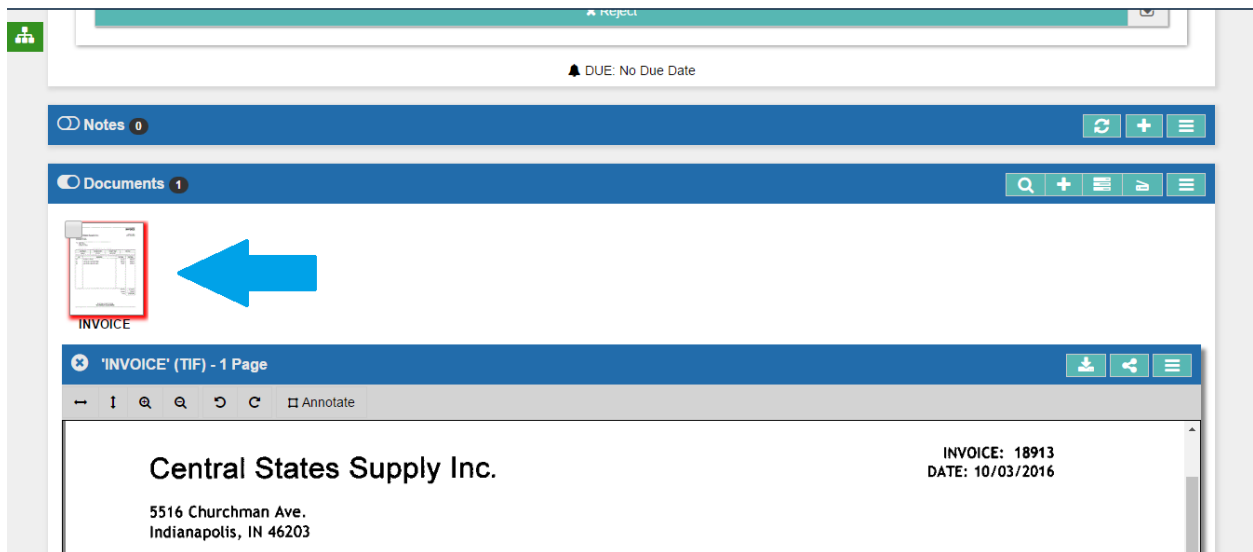 Reject
DUE: No Due Date
Notes 0
Documents 1
INVOICE
'INVOICE' (TIF) - 1 Page
Annotate
Central States Supply Inc.
INVOICE: 18913
DATE: 10/03/2016
5516 Churchman Ave.
Indianapolis, IN 46203